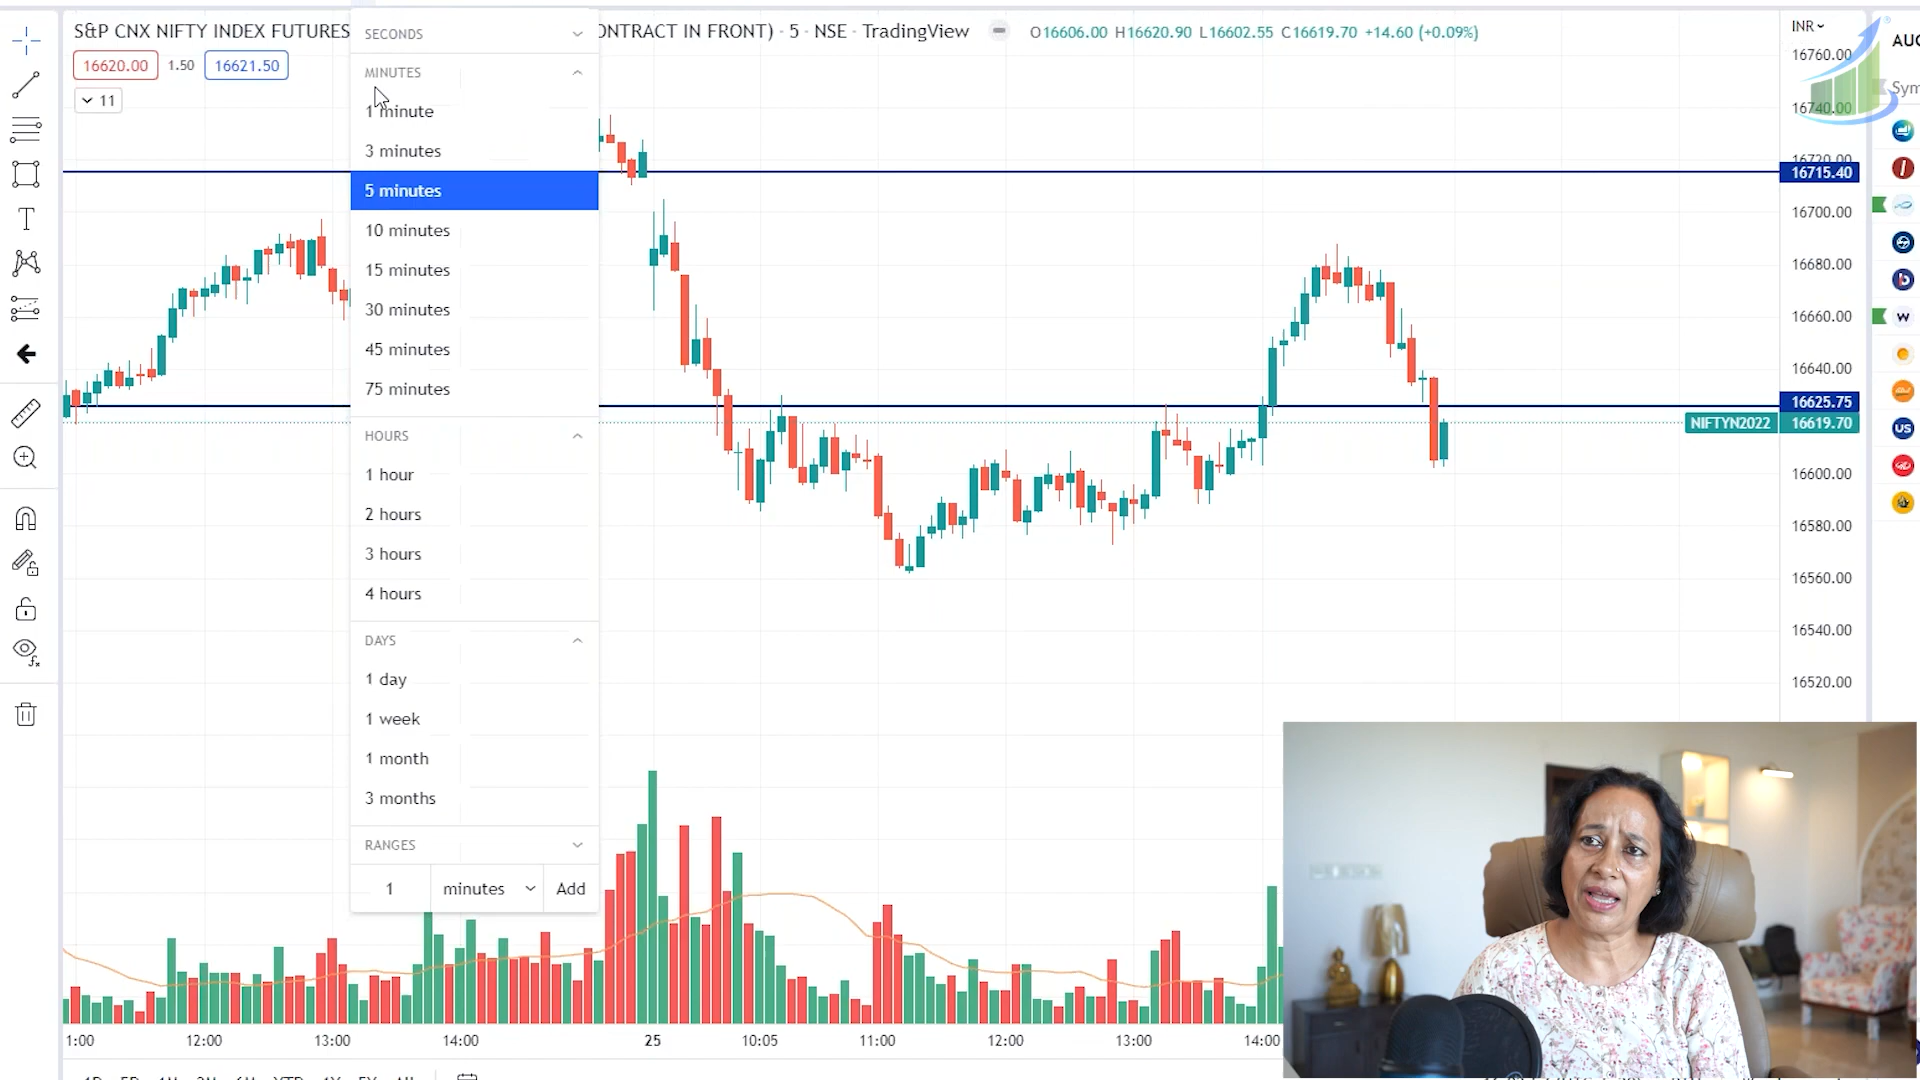 S&P CNX NIFTY INDEX FUTURES
ONTRACT IN FRONT) · 5 · NSE · TradingView
O16606.00 H16620.90 L16602.55 C16619.70 +14.60 (+0.09%)
16620.00 1.50 16621.50
11
SECONDS
MINUTES
1 minute
3 minutes
5 minutes
10 minutes
15 minutes
30 minutes
45 minutes
75 minutes
HOURS
1 hour
2 hours
3 hours
4 hours
DAYS
1 day
1 week
1 month
3 months
RANGES
1 minutes Add
INR
16760.00
16740.00
16720.00
16715.40
16700.00
16680.00
16660.00
16640.00
16625.75
NIFTYN2022 16619.70
16600.00
16580.00
16560.00
16540.00
16520.00
Sym
US
1:00 12:00 13:00 14:00 25 10:05 11:00 12:00 13:00 14:00